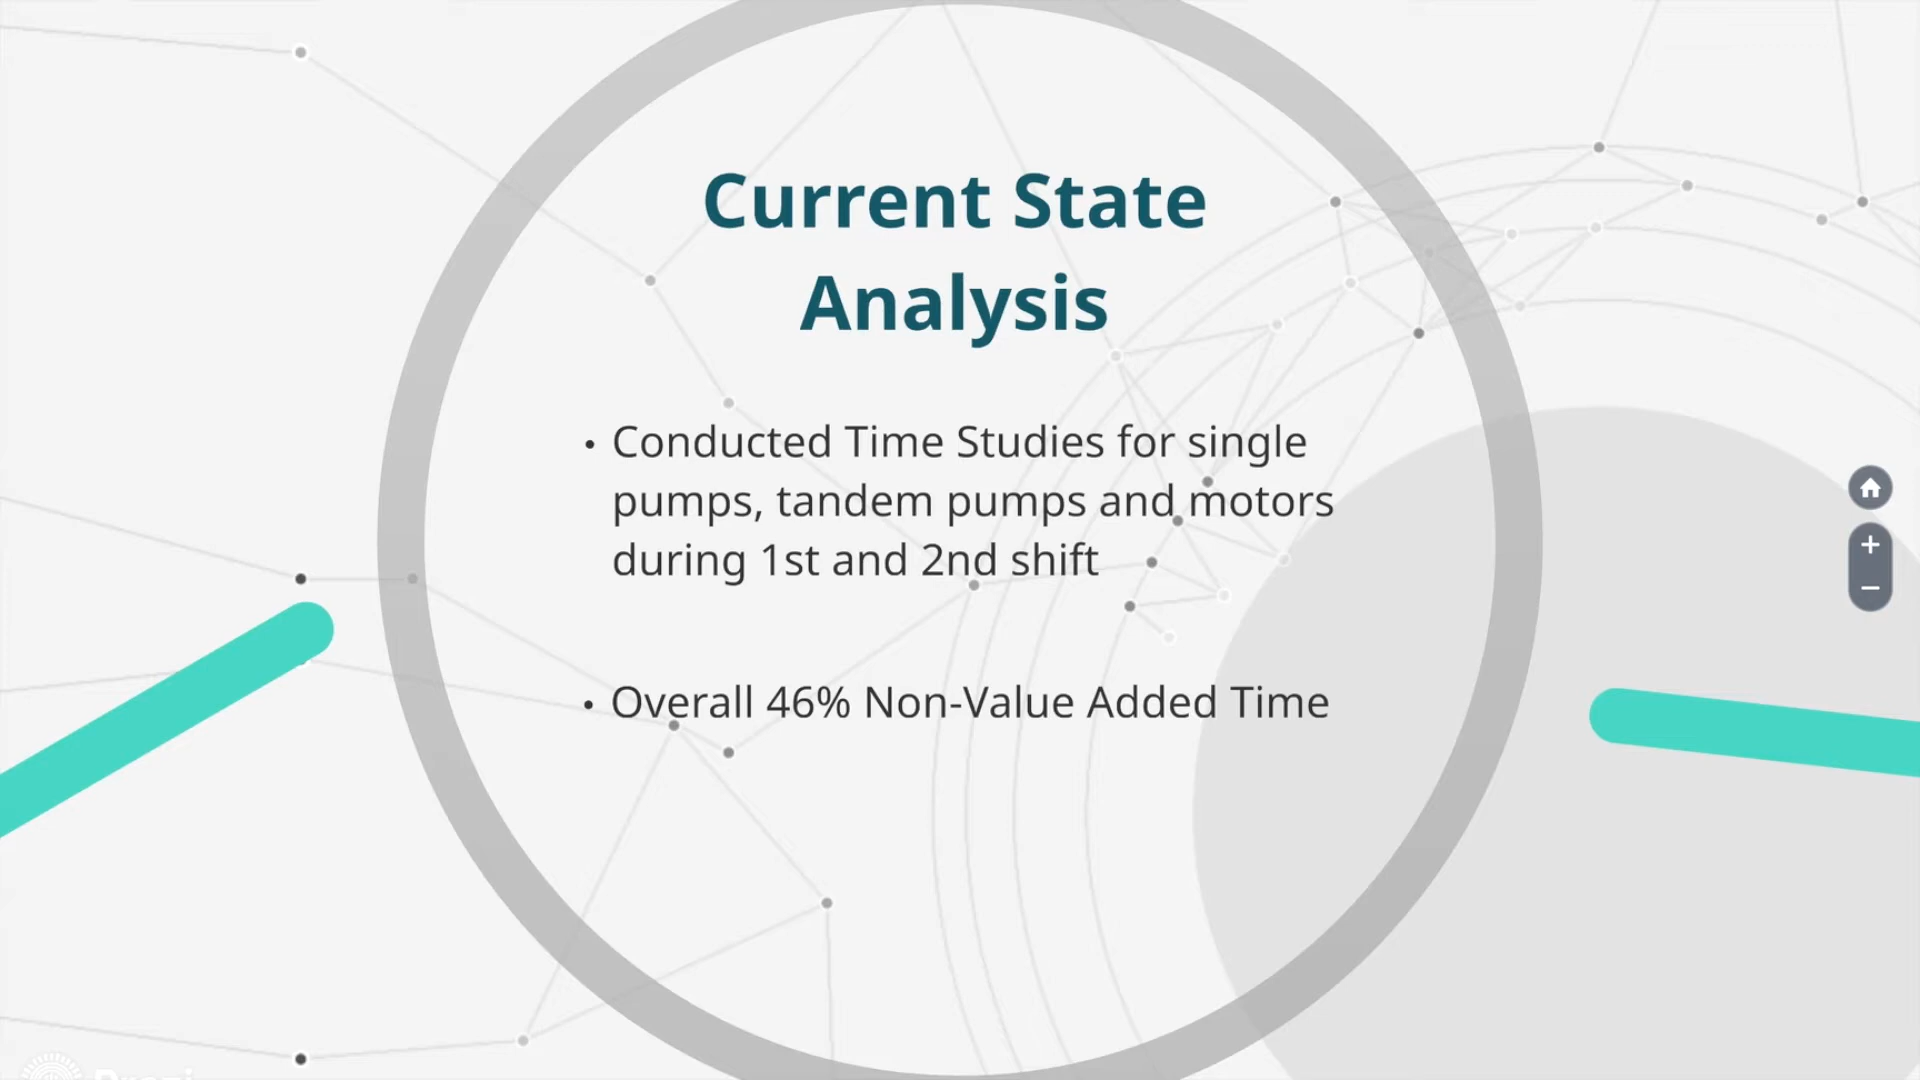 Current State
Analysis
• Conducted Time Studies for single
pumps, tandem pumps and motors
during 1st and 2nd shift
• Overall 46% Non-Value Added Time